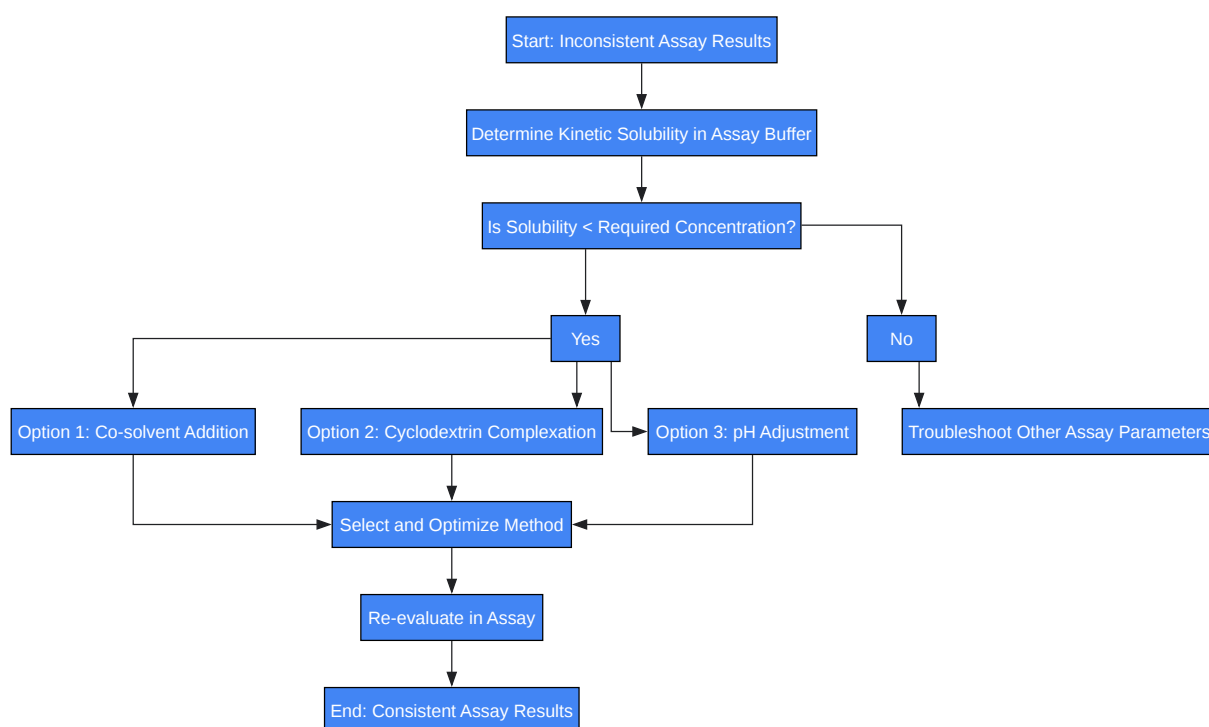 Start: Inconsistent Assay Results
Determine Kinetic Solubility in Assay Buffer
Is Solubility < Required Concentration?
Yes
No
Option 1: Co-solvent Addition
Option 2: Cyclodextrin Complexation
Option 3: pH Adjustment
Troubleshoot Other Assay Parameters
Select and Optimize Method
Re-evaluate in Assay
End: Consistent Assay Results